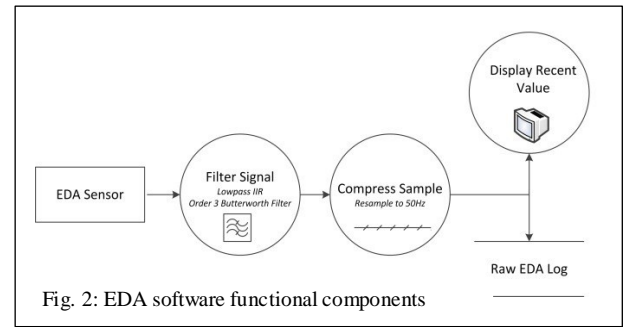 Display Recent
Value
EDA Sensor
Filter Signal
Lowpass IIR
Order 3 Butterworth Filter
Compress Sample
Resample to 50Hz
Raw EDA Log
Fig. 2: EDA software functional components